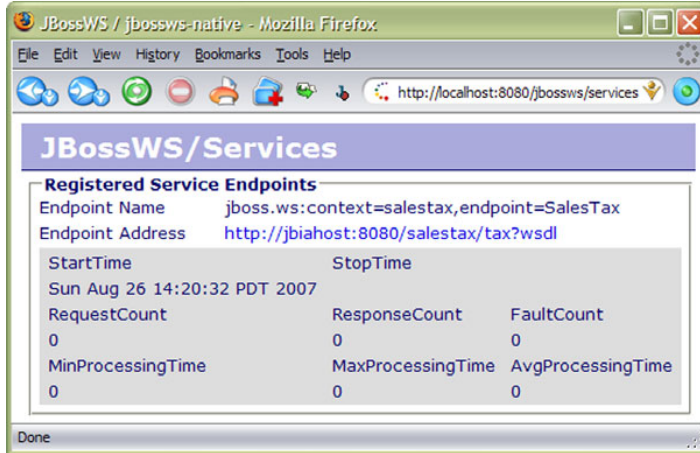 JBossWS / jbossws-native - Mozilla Firefox
File Edit View History Bookmarks Tools Help
http://localhost:8080/jbossws/services
JBossWS/Services
Registered Service Endpoints
Endpoint Name jboss.ws:context=salestax,endpoint=SalesTax
Endpoint Address http://jbiahost:8080/salestax/tax?wsdl
StartTime StopTime
Sun Aug 26 14:20:32 PDT 2007
RequestCount ResponseCount FaultCount
0 0 0
MinProcessingTime MaxProcessingTime AvgProcessingTime
0 0 0
Done